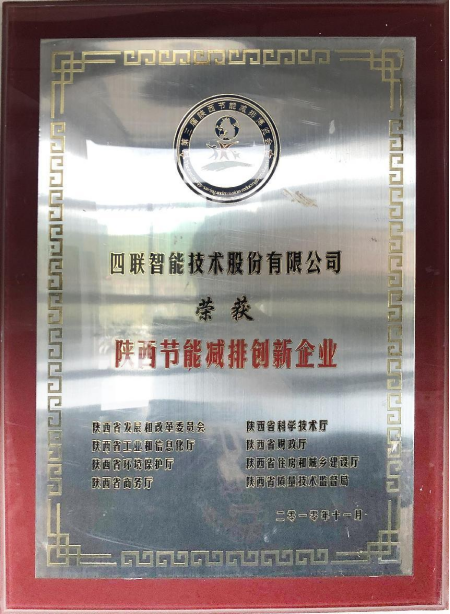 四联智能技术股份有限公司
荣获
陕西节能减排创新企业
陕西省发展和改革委员会
陕西省工业和信息化厅
陕西省环境保护厅
陕西省商务厅
陕西省科学技术厅
陕西省财政厅
陕西省住房和城乡建设厅
陕西省质量技术监督局
二零一零年十一月